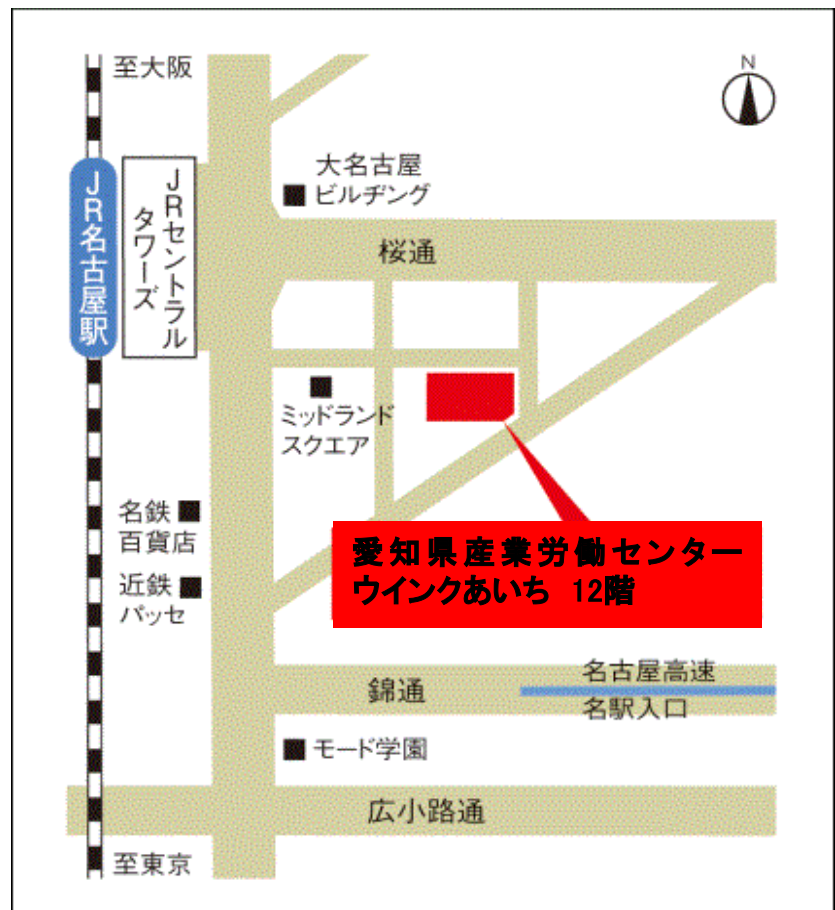 至大阪
N
JR名古屋駅
JRセントラル
タワーズ
大名古屋
ビルヂング
桜通
ミッドランド
スクエア
名鉄
百貨店
近鉄
パッセ
愛知県産業労働センター
ウインクあいち 12階
名古屋高速
錦通
名駅入口
モード学園
広小路通
至東京